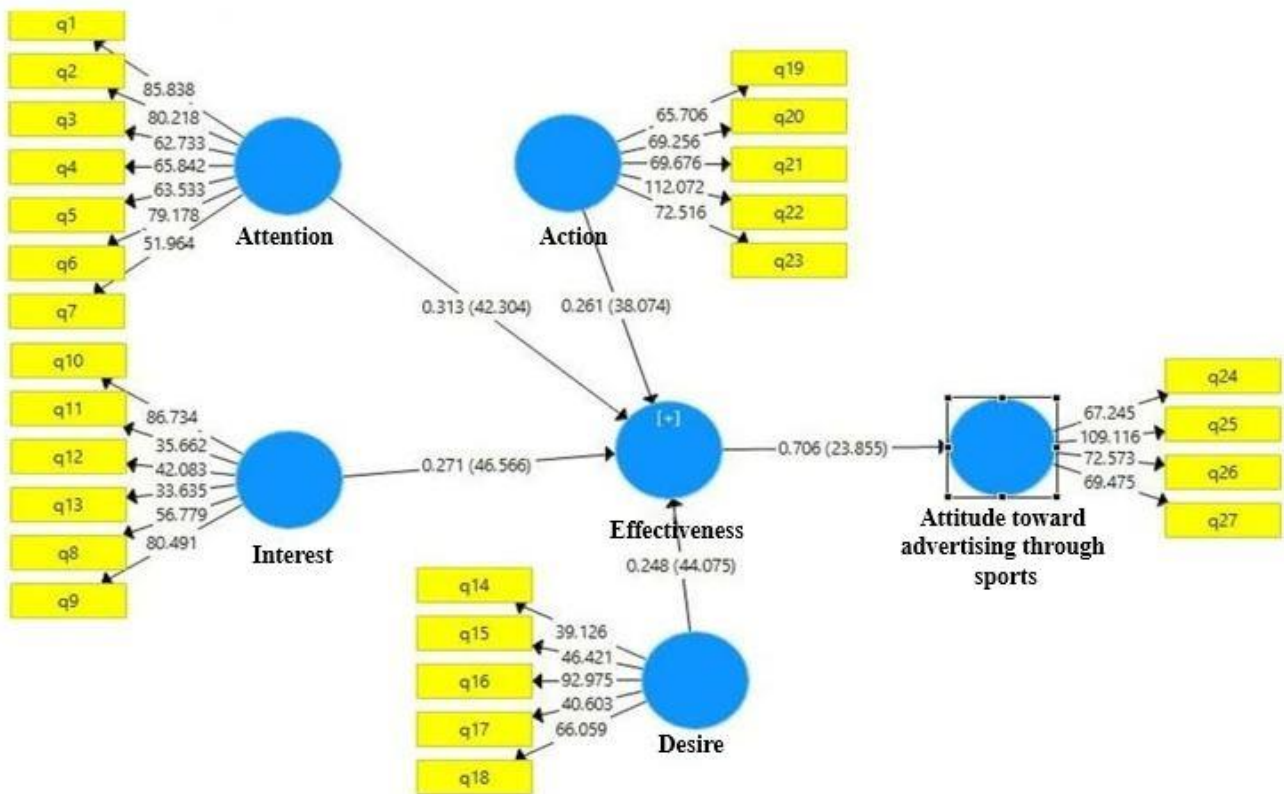 q1
q2
q3
q4
q5
q6
q7
85.838
80.218
62.733
65.842
63.533
79.178
51.964
Attention
q19
q20
q21
q22
q23
65.706
69.256
69.676
112.072
72.516
Action
0.313 (42.304)
0.261 (38.074)
q10
q11
q12
q13
q8
q9
86.734
35.662
42.083
33.635
56.779
80.491
Interest
0.271 (46.566)
[+]
Effectiveness
0.706 (23.855)
Attitude toward
advertising through
sports
q24
q25
q26
q27
67.245
109.116
72.573
69.475
0.248 (44.075)
q14
q15
q16
q17
q18
39.126
46.421
92.975
40.603
66.059
Desire